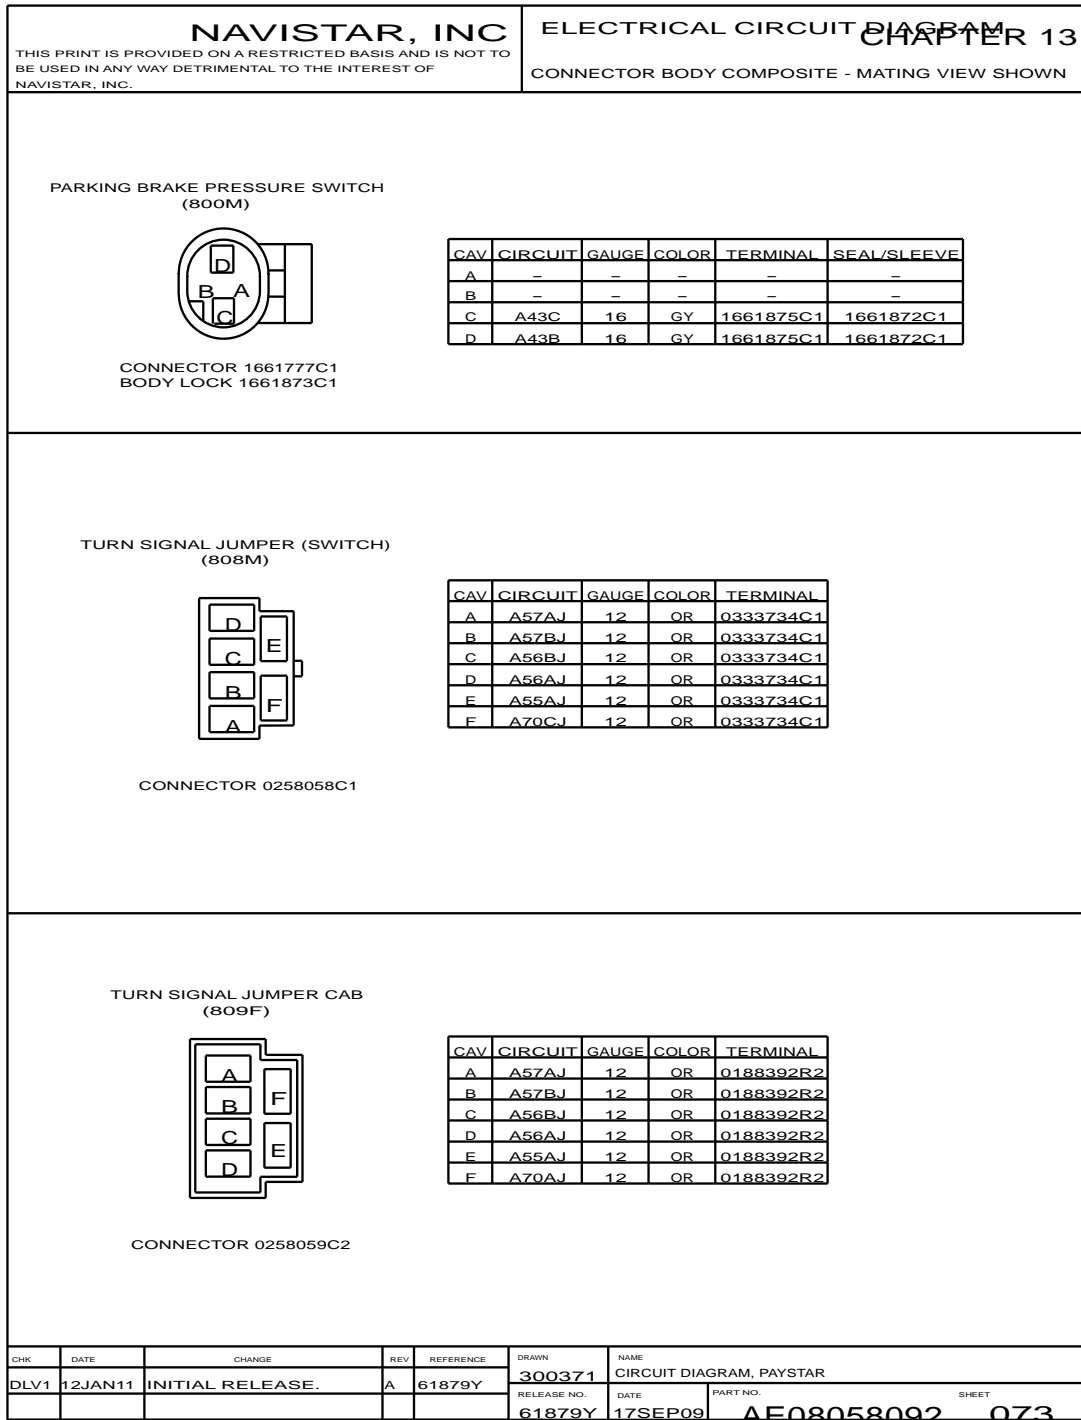 NAVISTAR, INC
THIS PRINT IS PROVIDED ON A RESTRICTED BASIS AND IS NOT TO
BE USED IN ANY WAY DETRIMENTAL TO THE INTEREST OF
NAVISTAR, INC.
ELECTRICAL CIRCUIT DIAGRAM
CHAPTER 13
CONNECTOR BODY COMPOSITE - MATING VIEW SHOWN
PARKING BRAKE PRESSURE SWITCH
(800M)
D
B A
C
CONNECTOR 1661777C1
BODY LOCK 1661873C1
CAV CIRCUIT GAUGE COLOR TERMINAL SEAL/SLEEVE
A – – – – –
B – – – – –
C A43C 16 GY 1661875C1 1661872C1
D A43B 16 GY 1661875C1 1661872C1
TURN SIGNAL JUMPER (SWITCH)
(808M)
D
E
C
B
F
A
CONNECTOR 0258058C1
CAV CIRCUIT GAUGE COLOR TERMINAL
A A57AJ 12 OR 0333734C1
B A57BJ 12 OR 0333734C1
C A56BJ 12 OR 0333734C1
D A56AJ 12 OR 0333734C1
E A55AJ 12 OR 0333734C1
F A70CJ 12 OR 0333734C1
TURN SIGNAL JUMPER CAB
(809F)
A
F
B
C
E
D
CONNECTOR 0258059C2
CAV CIRCUIT GAUGE COLOR TERMINAL
A A57AJ 12 OR 0188392R2
B A57BJ 12 OR 0188392R2
C A56BJ 12 OR 0188392R2
D A56AJ 12 OR 0188392R2
E A55AJ 12 OR 0188392R2
F A70AJ 12 OR 0188392R2
CHK DATE CHANGE REV REFERENCE
DLV1 12JAN11 INITIAL RELEASE. A 61879Y
DRAWN
300371
NAME
CIRCUIT DIAGRAM, PAYSTAR
RELEASE NO.
61879Y
DATE
17SEP09
PART NO.
AE08058092
SHEET
073